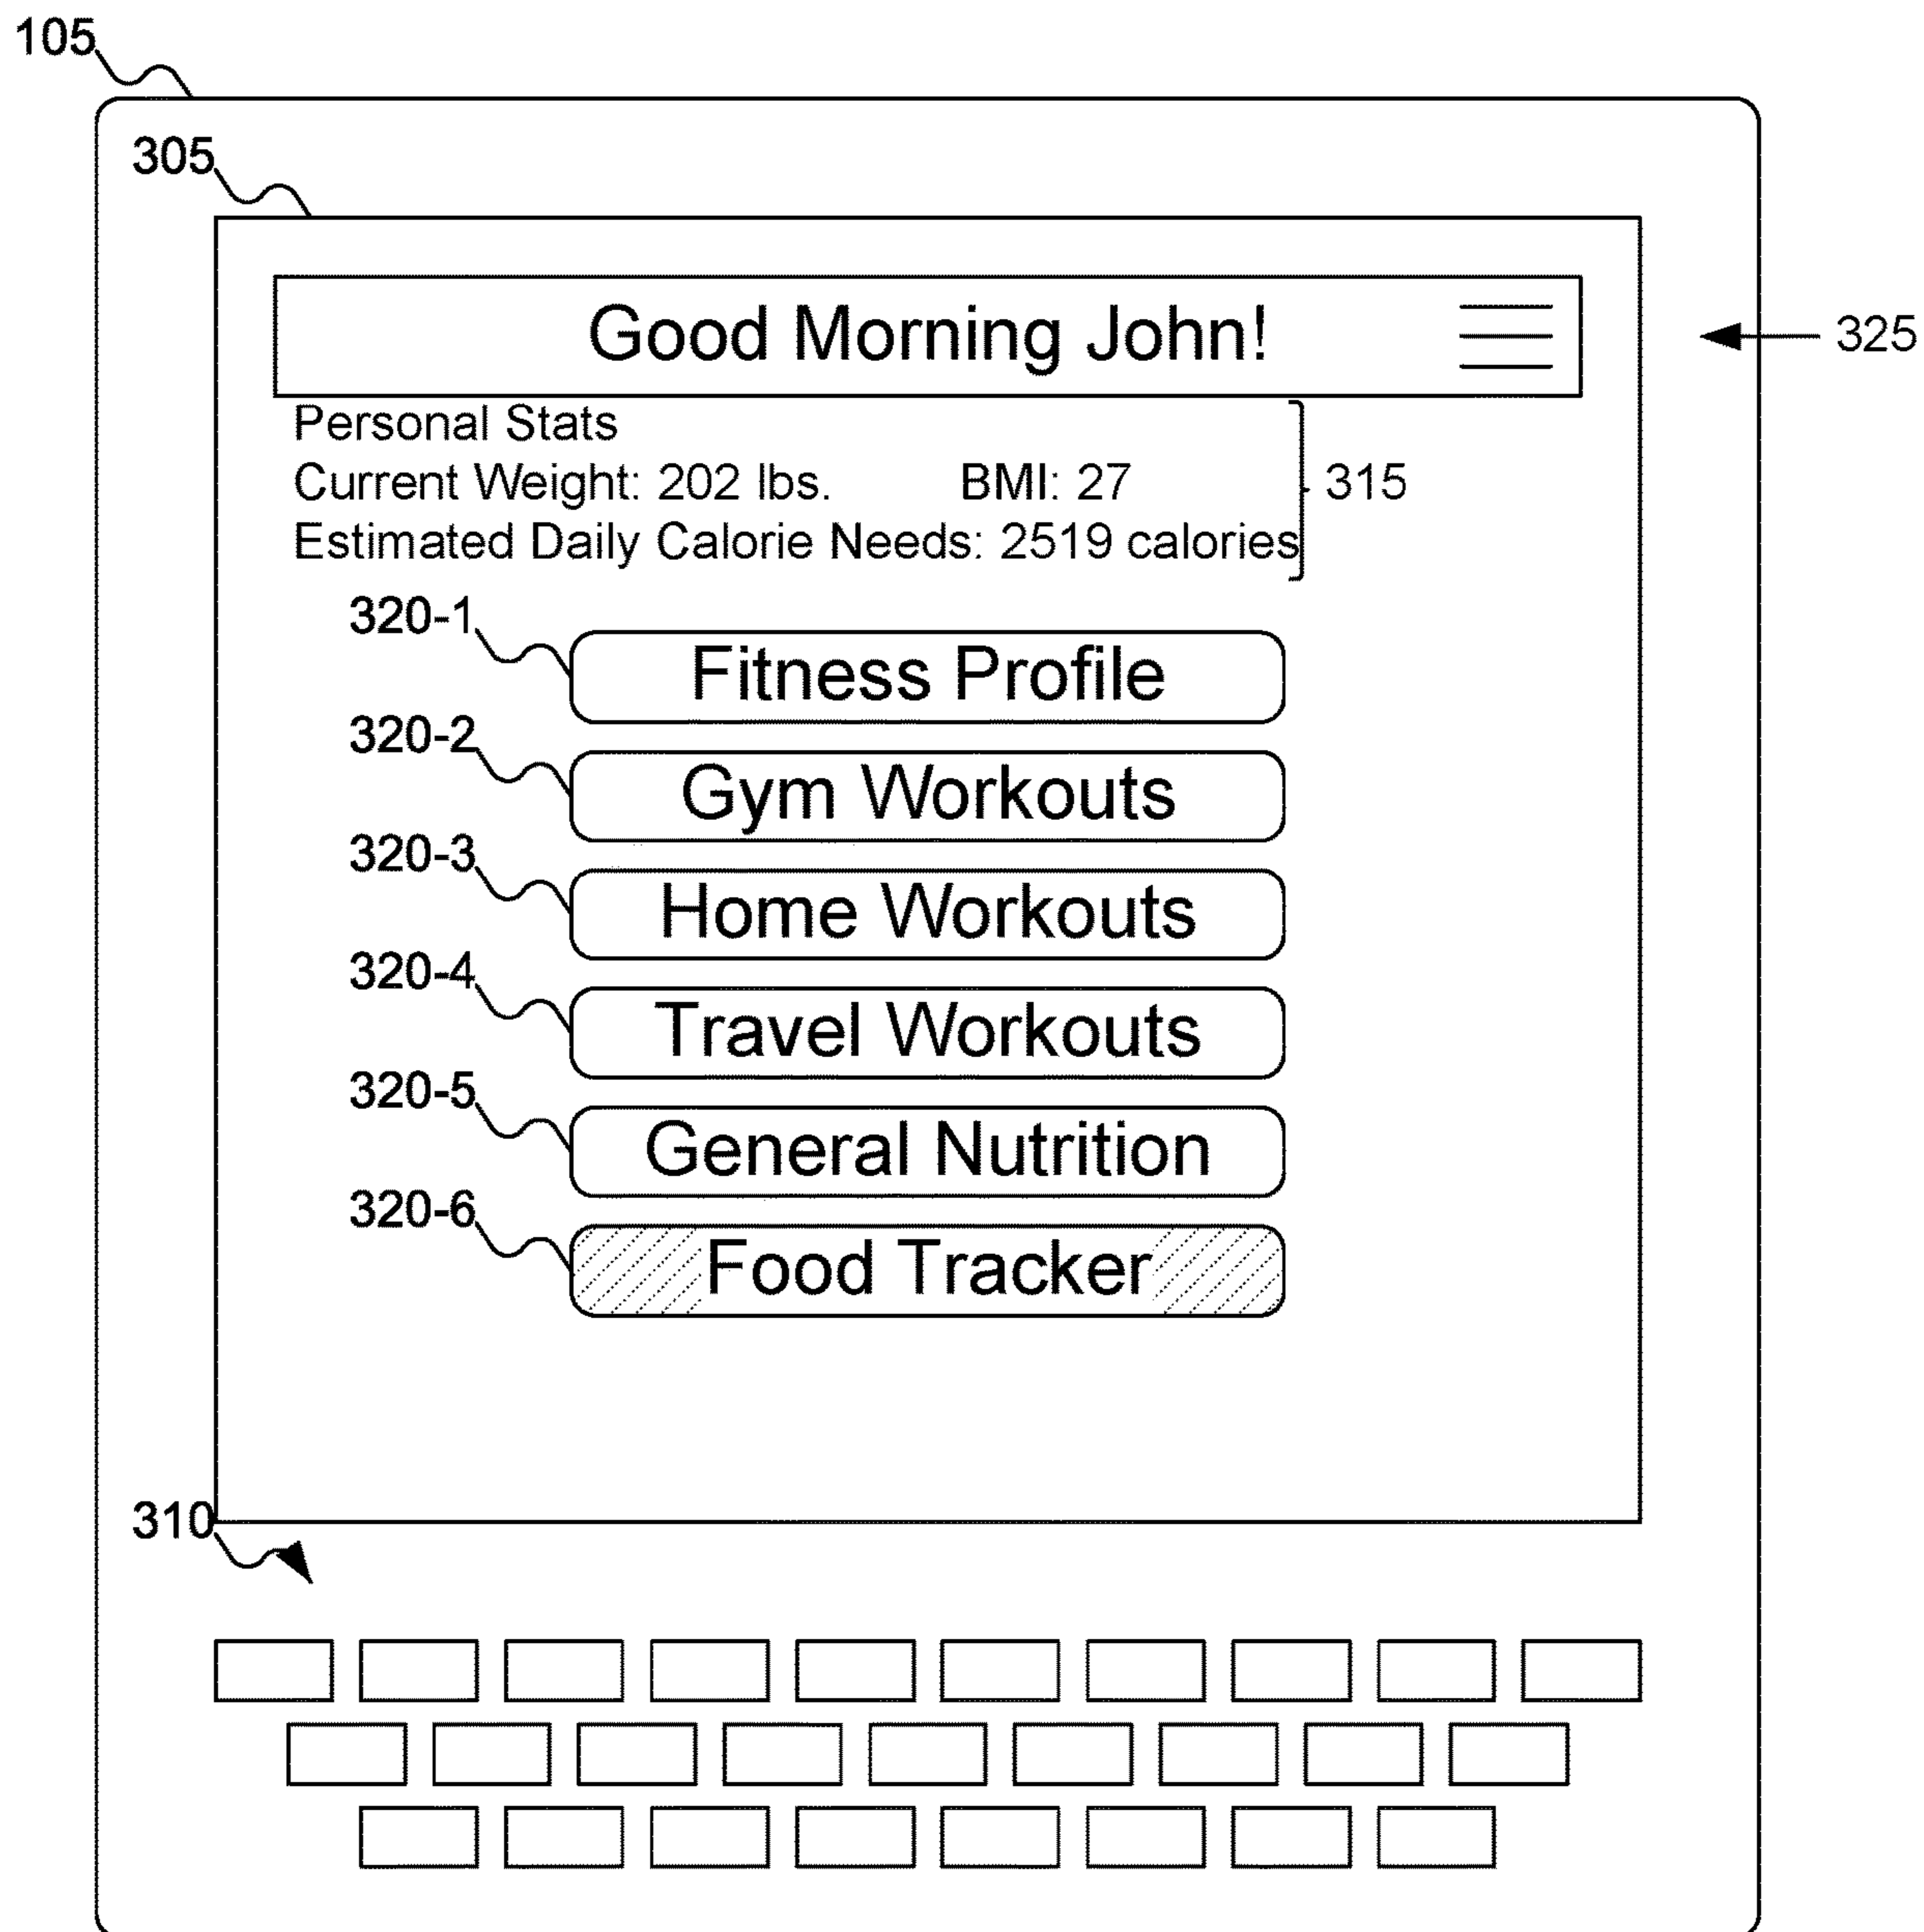 105
305
Good Morning John!
325
Personal Stats
Current Weight: 202 lbs. BMI: 27
315
Estimated Daily Calorie Needs: 2519 calories
320-1
Fitness Profile
320-2
Gym Workouts
320-3
Home Workouts
320-4
Travel Workouts
320-5
General Nutrition
320-6
Food Tracker
310